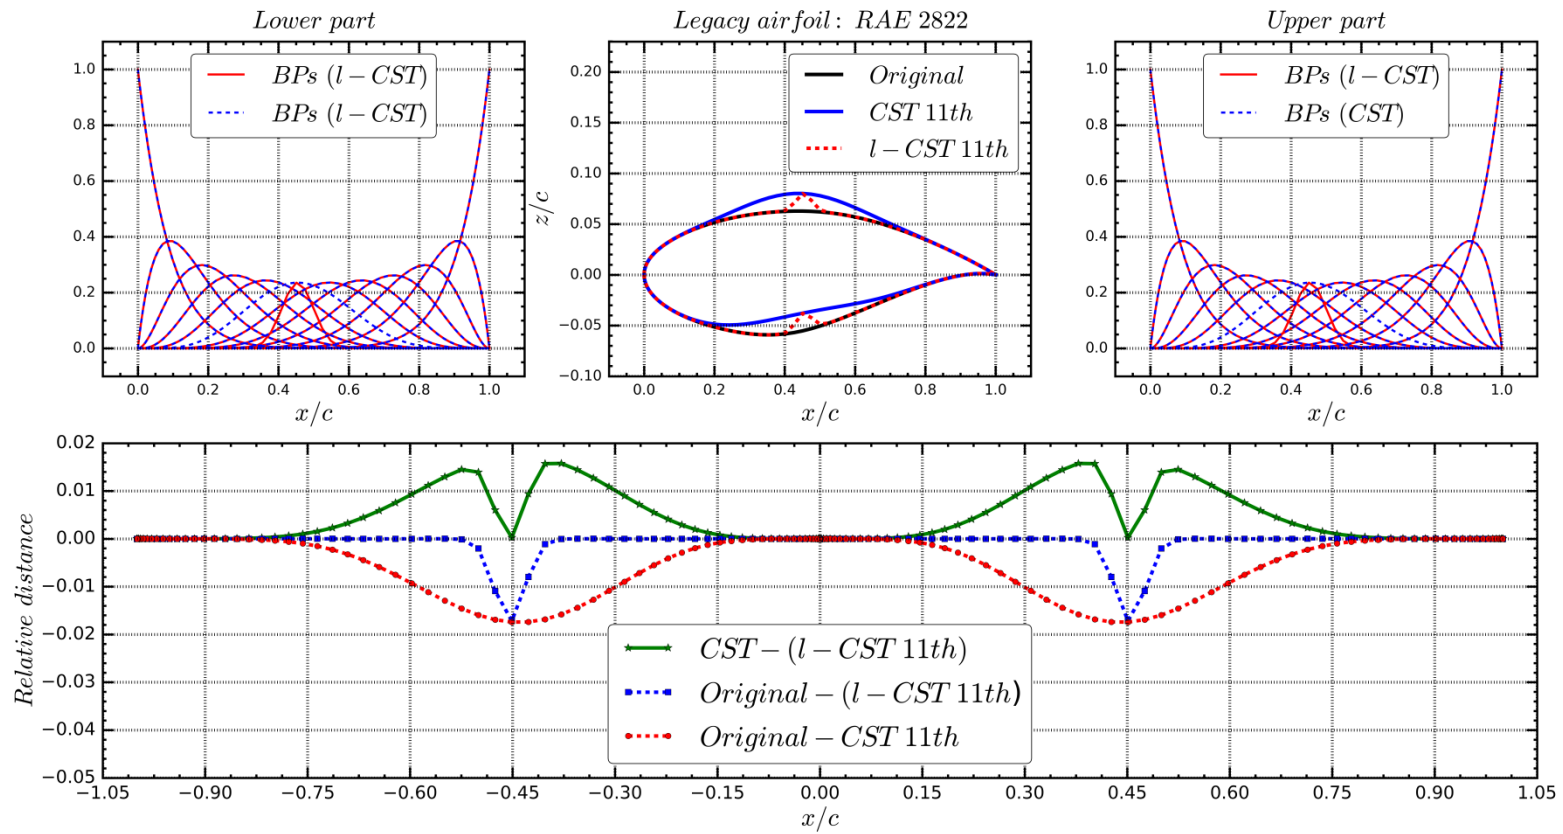 Lower part
BPs (l − CST)
BPs (l − CST)
1.0
0.8
0.6
0.4
0.2
0.0
0.0 0.2 0.4 0.6 0.8 1.0
x/c
Legacy airfoil: RAE 2822
Original
CST 11th
l − CST 11th
z/c
0.20
0.15
0.10
0.05
0.00
−0.05
−0.10
0.0 0.2 0.4 0.6 0.8 1.0
x/c
Upper part
BPs (l − CST)
BPs (CST)
1.0
0.8
0.6
0.4
0.2
0.0
0.0 0.2 0.4 0.6 0.8 1.0
x/c
Relative distance
0.02
0.01
0.00
−0.01
−0.02
−0.03
−0.04
−0.05
CST − (l − CST 11th)
Original − (l − CST 11th)
Original − CST 11th
−1.05 −0.90 −0.75 −0.60 −0.45 −0.30 −0.15 0.00 0.15 0.30 0.45 0.60 0.75 0.90 1.05
x/c